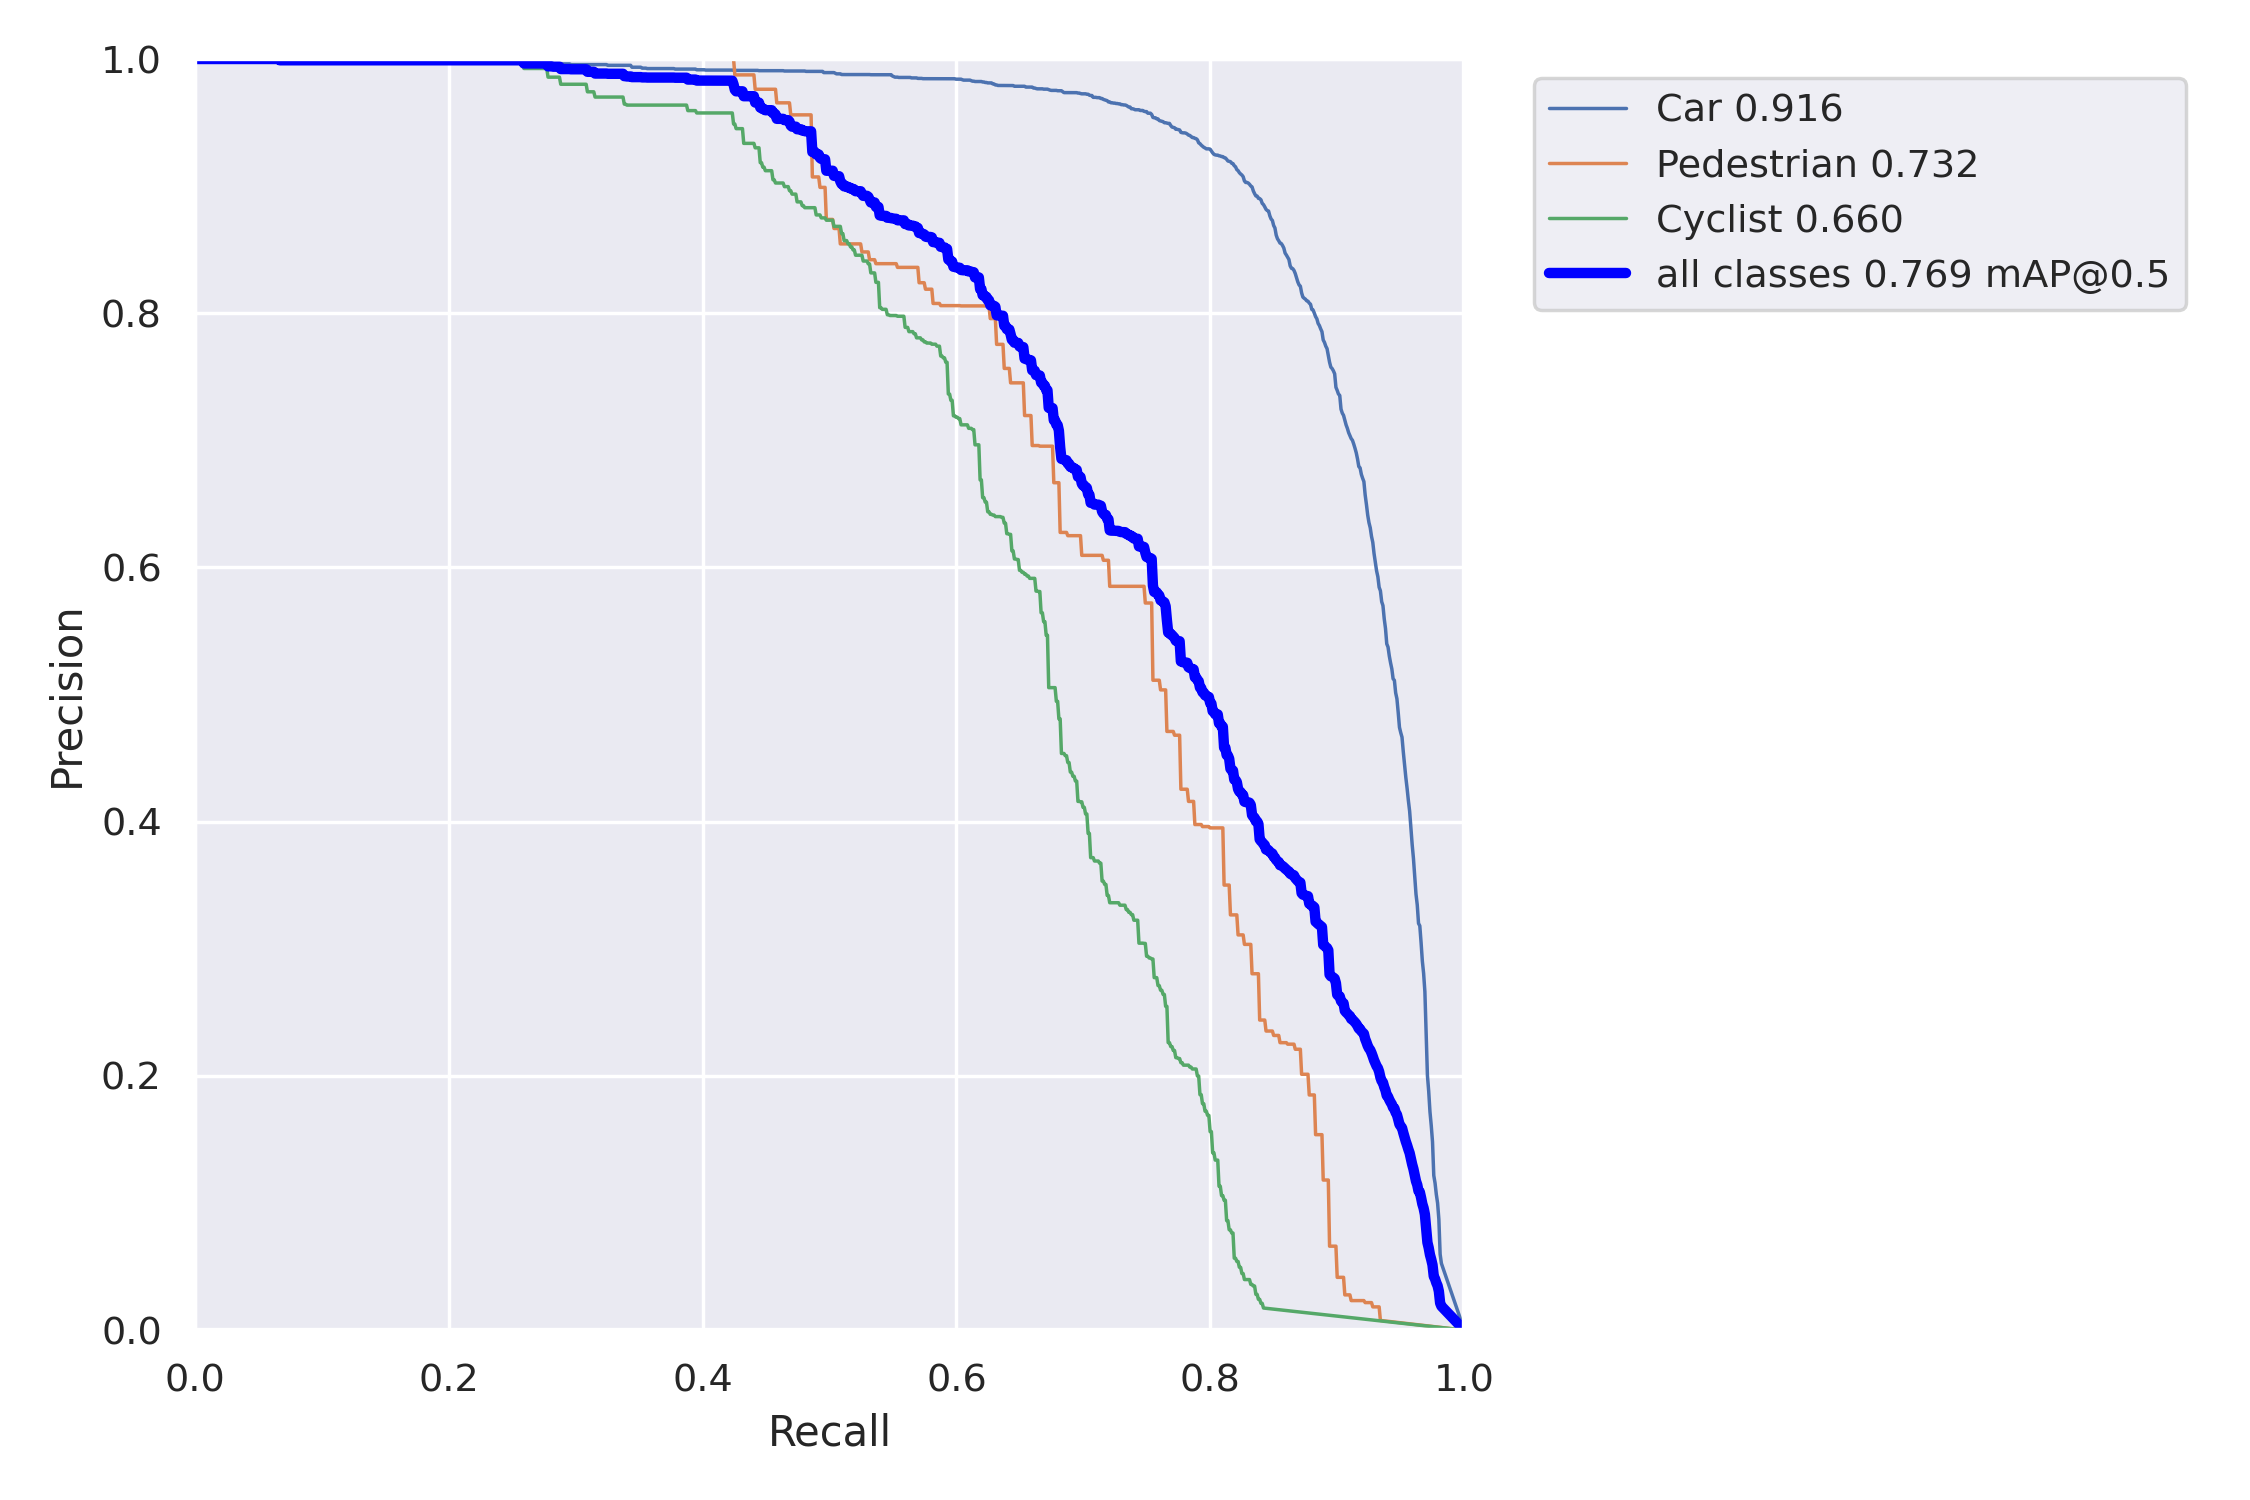 1.0
0.8
0.6
0.4
0.2
0.0
Precision
0.0 0.2 0.4 0.6 0.8 1.0
Recall
Car 0.916
Pedestrian 0.732
Cyclist 0.660
all classes 0.769 mAP@0.5